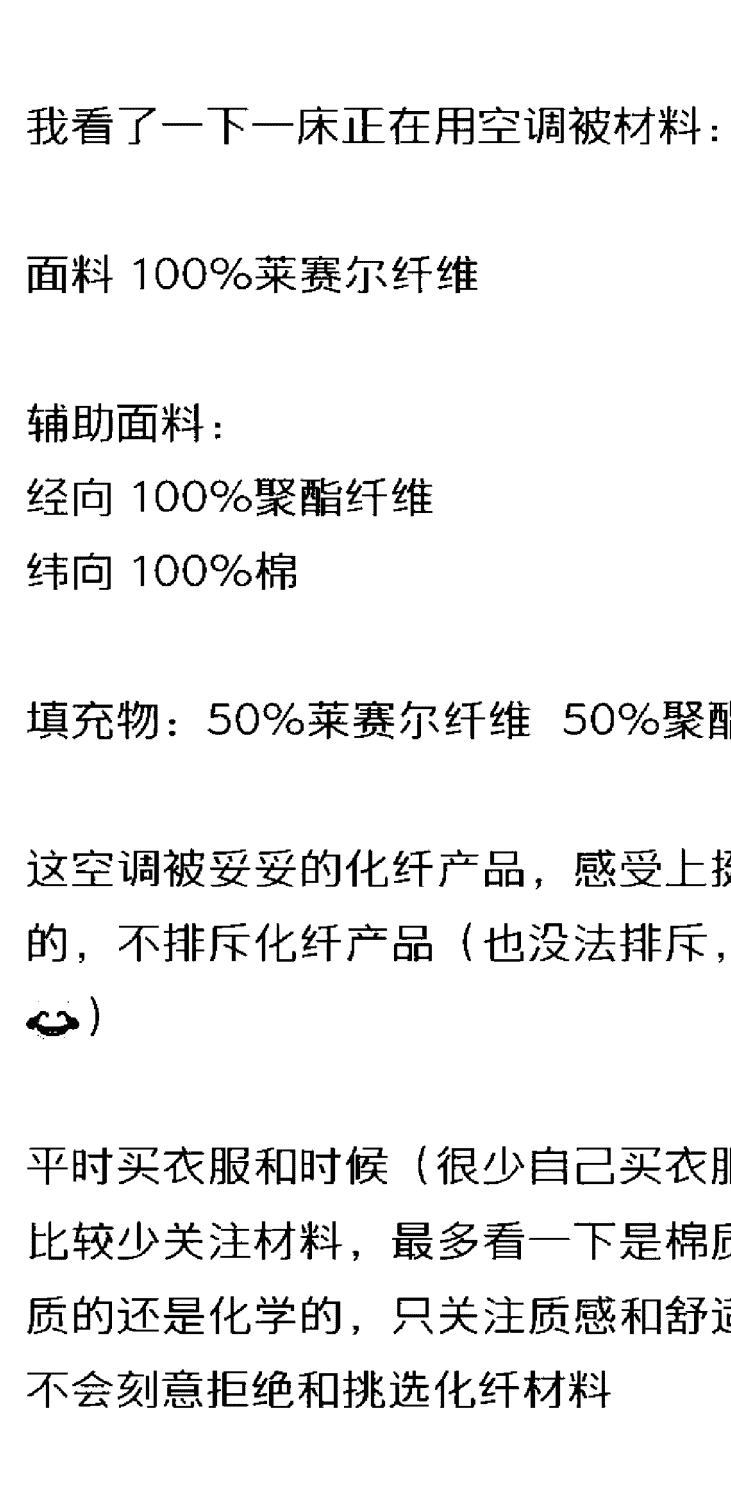 我看了一下一床正在用空调被材料：
面料 100%莱赛尔纤维
辅助面料：
经向 100%聚酯纤维
纬向 100%棉
填充物：50%莱赛尔纤维 50%聚
这空调被妥妥的化纤产品，感受上
的，不排斥化纤产品（也没法排斥，
）
平时买衣服和时候（很少自己买衣
比较少关注材料，最多看一下是棉
质的还是化学的，只关注质感和舒
不会刻意拒绝和挑选化纤材料